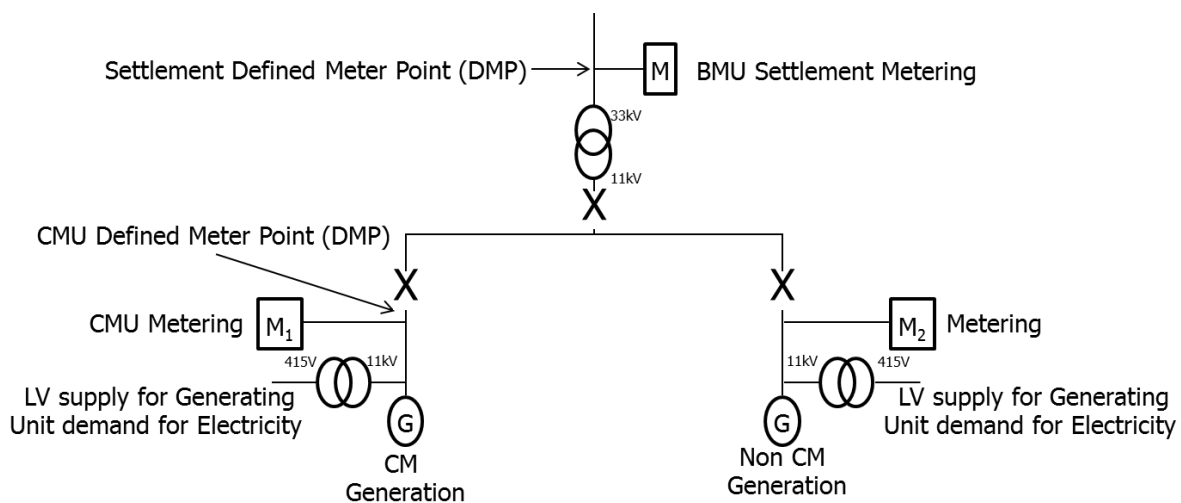 Settlement Defined Meter Point (DMP)
M
BMU Settlement Metering
33kV
11kV
X
CMU Defined Meter Point (DMP)
X
X
CMU Metering
M1
M2
Metering
415V
11kV
11kV
415V
LV supply for Generating
Unit demand for Electricity
G
CM
Generation
G
Non CM
Generation
LV supply for Generating
Unit demand for Electricity